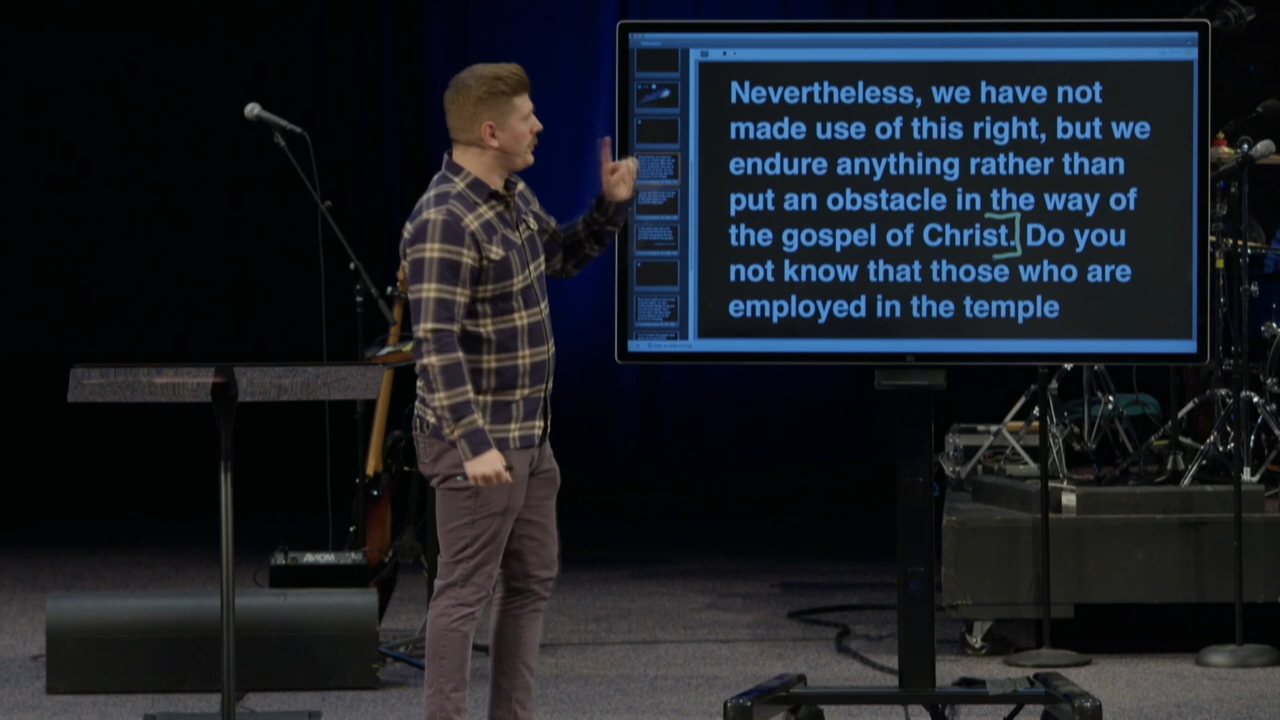 Nevertheless, we have not
made use of this right, but we
endure anything rather than
put an obstacle in the way of
the gospel of Christ.] Do you
not know that those who are
employed in the temple
AVIOM